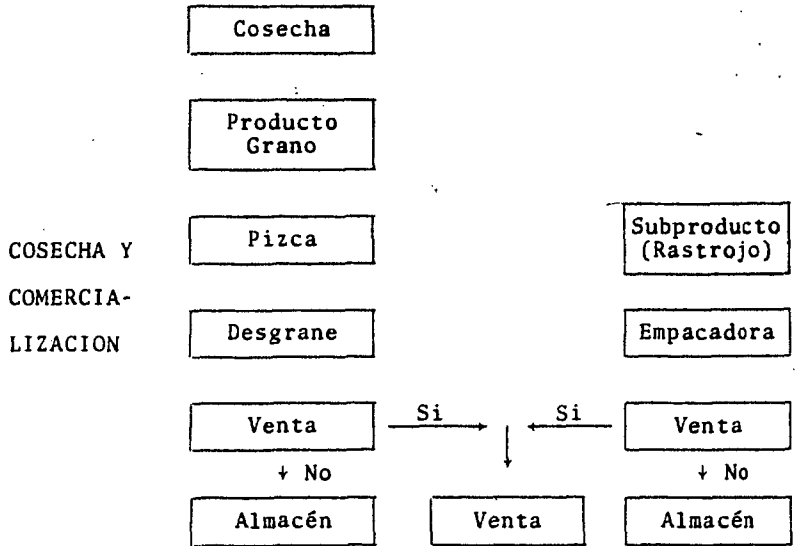 Cosecha
Producto
Grano
COSECHA Y
COMERCIA-
LIZACION
Pizca
Subproducto
(Rastrojo)
Desgrane
Empacadora
Venta
Si
Si
Venta
No
No
Almacén
Venta
Almacén